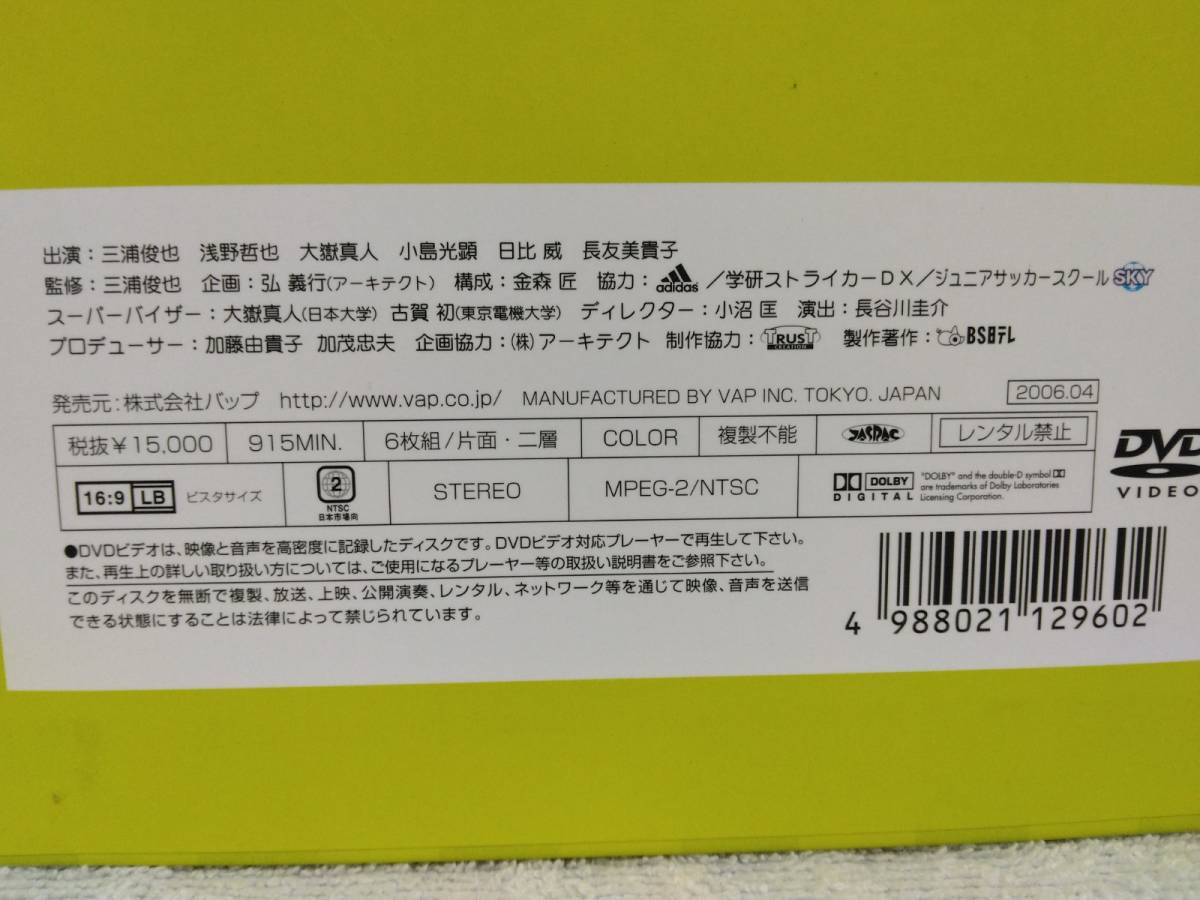 出演：三浦俊也　浅野哲也　大嶽真人　小島光顕　日比 威　長友美貴子
監修：三浦俊也　企画：弘 義行（アーキテクト）　構成：金森 匠　協力：adidas／学研ストライカーDX／ジュニアサッカースクールSKY
スーパーバイザー：大嶽真人（日本大学）　古賀 初（東京電機大学）　ディレクター：小沼 匡　演出：長谷川圭介
プロデューサー：加藤由貴子　加茂忠夫　企画協力：（株）アーキテクト　制作協力：TRUST CREATION　製作著作：BS日テレ
発売元：株式会社バップ　http://www.vap.co.jp/　MANUFACTURED BY VAP INC. TOKYO. JAPAN　2006.04
税抜￥15,000　915MIN.　6枚組/片面・二層　COLOR　複製不能　JASPAC　レンタル禁止
DVD VIDEO
16:9 LB ビスタサイズ　2 NTSC 日本市場向　STEREO　MPEG-2/NTSC　DOLBY DIGITAL
"DOLBY" and the double-D symbol
are trademarks of Dolby Laboratories
Licensing Corporation.
●DVDビデオは、映像と音声を高密度に記録したディスクです。DVDビデオ対応プレーヤーで再生して下さい。
また、再生上の詳しい取り扱い方については、ご使用になるプレーヤー等の取扱い説明書をご参照下さい。
このディスクを無断で複製、放送、上映、公開演奏、レンタル、ネットワーク等を通じて映像、音声を送信
できる状態にすることは法律によって禁じられています。
4 988021 129602